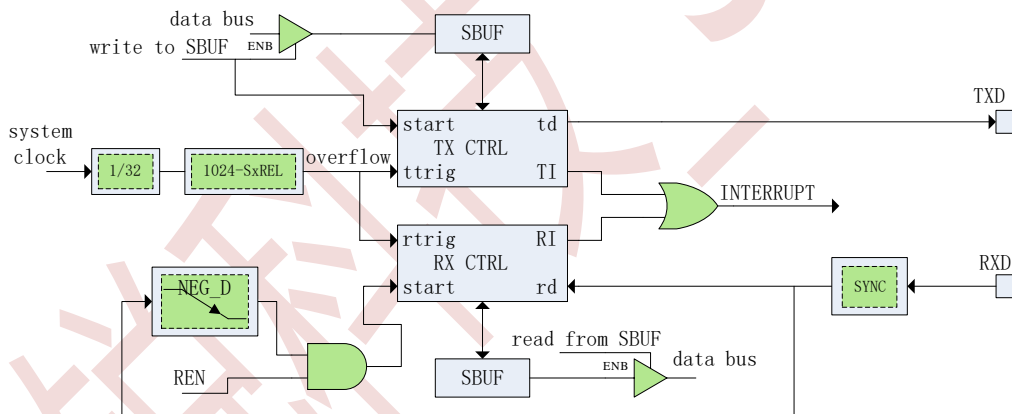 data bus
SBUF
write to SBUF
ENB
TXD
start
td
TX CTRL
system
clock
1/32
1024-SxREL
overflow
ttrig
TI
INTERRUPT
rtrig
RI
RX CTRL
start
rd
SYNC
RXD
NEG_D
read from SBUF
ENB
data bus
REN
SBUF